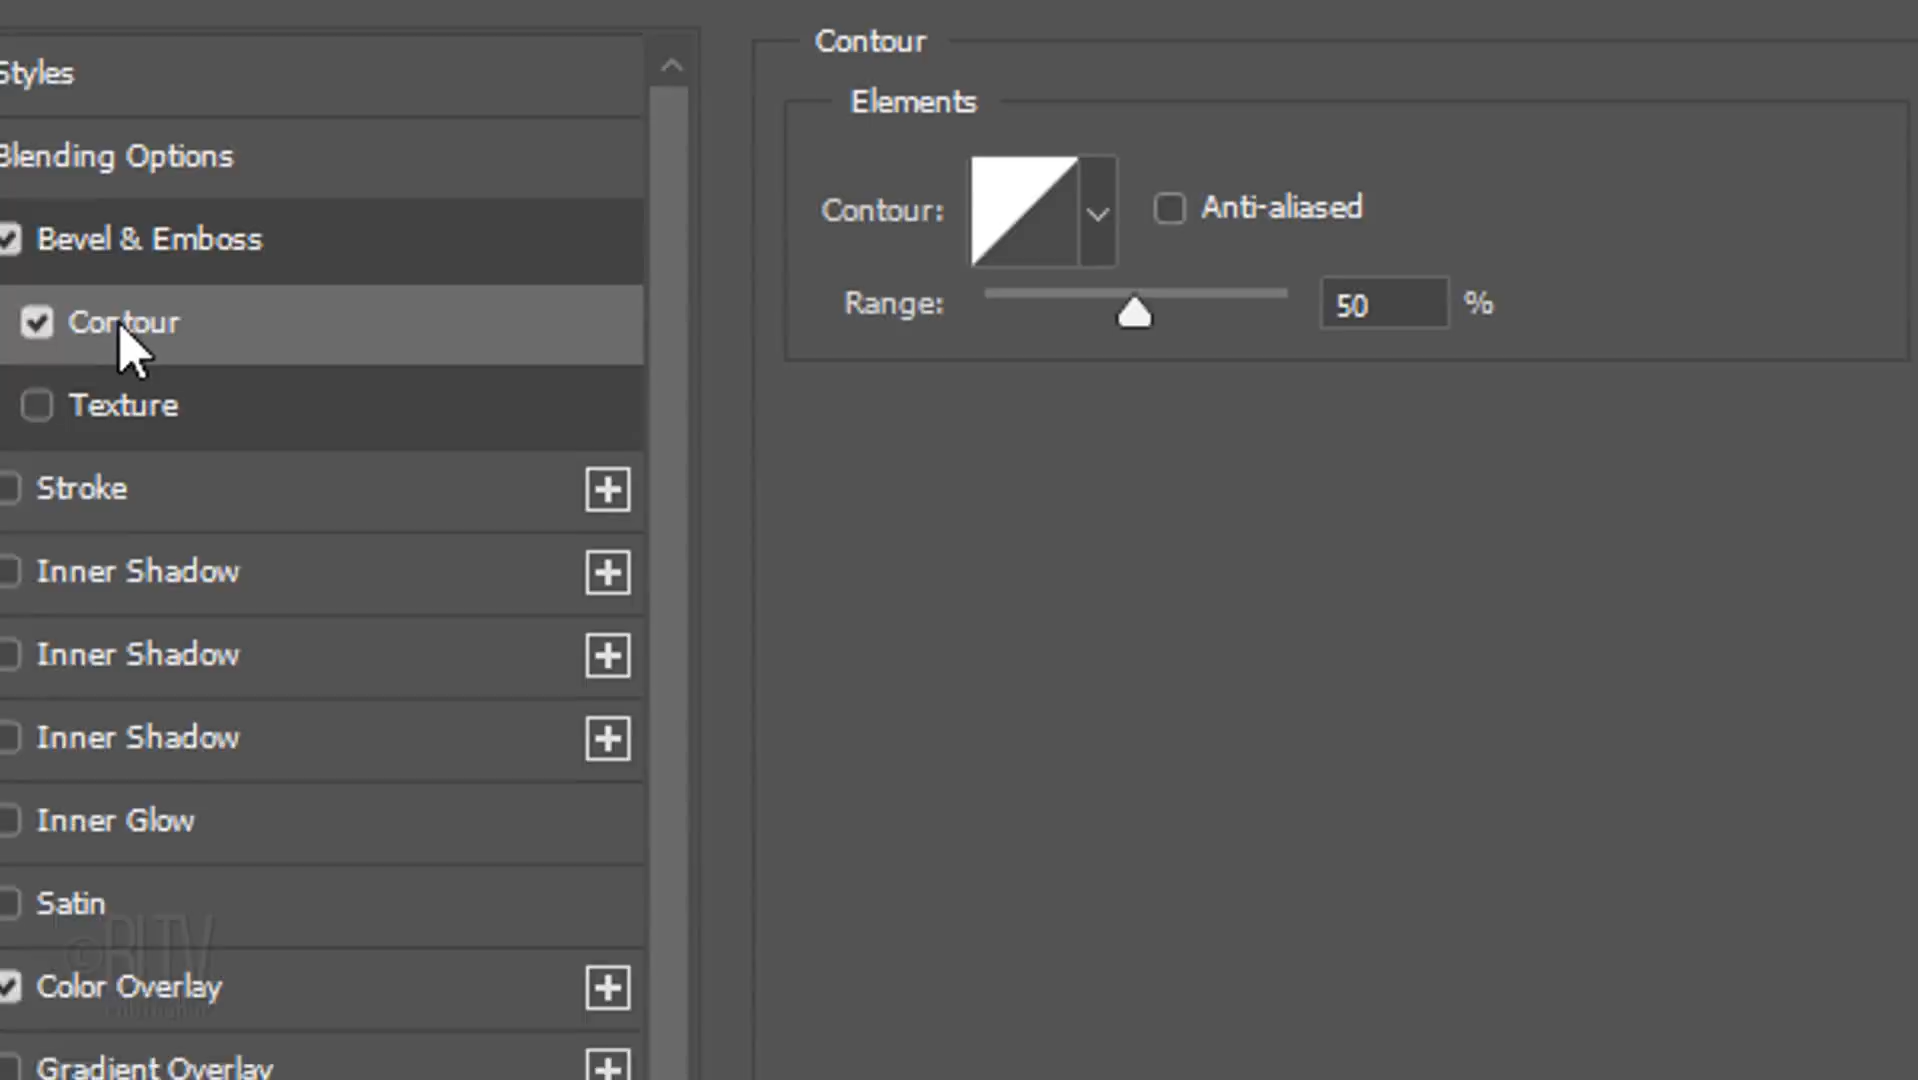 Styles
Blending Options
Bevel & Emboss
Contour
Texture
Stroke
Inner Shadow
Inner Shadow
Inner Shadow
Inner Glow
Satin
Color Overlay
Gradient Overlay
Contour
Elements
Contour:
Anti-aliased
Range: 50 %
©BLTV